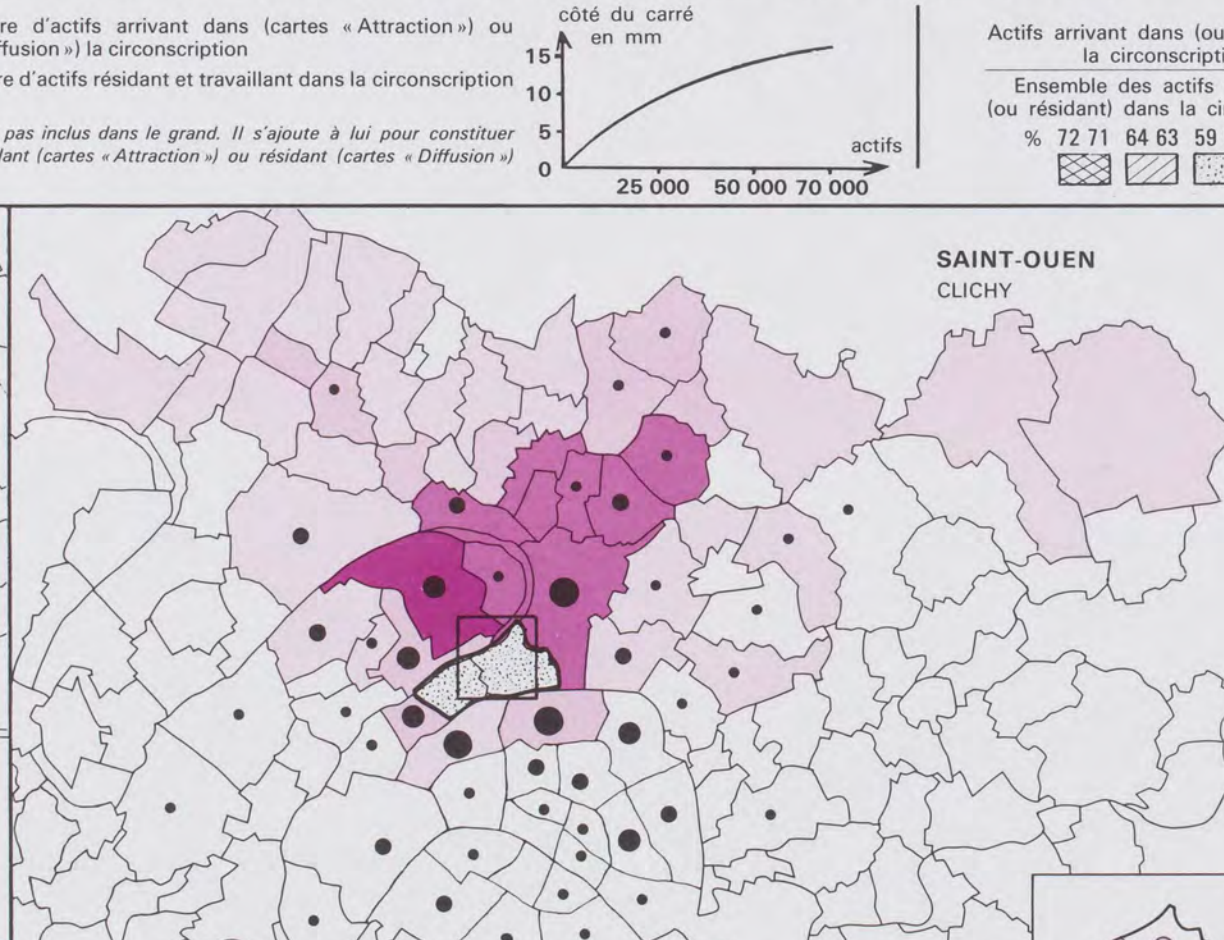 re d'actifs arrivant dans (cartes « Attraction ») ou
ffusion ») la circonscription
re d'actifs résidant et travaillant dans la circonscription
pas inclus dans le grand. Il s'ajoute à lui pour constituer
lant (cartes « Attraction ») ou résidant (cartes « Diffusion »)
côté du carré
en mm
15
10
5
0
actifs
25 000 50 000 70 000
Actifs arrivant dans (ou
la circonscripti
Ensemble des actifs
(ou résidant) dans la cir
% 72 71 64 63 59
SAINT-OUEN
CLICHY